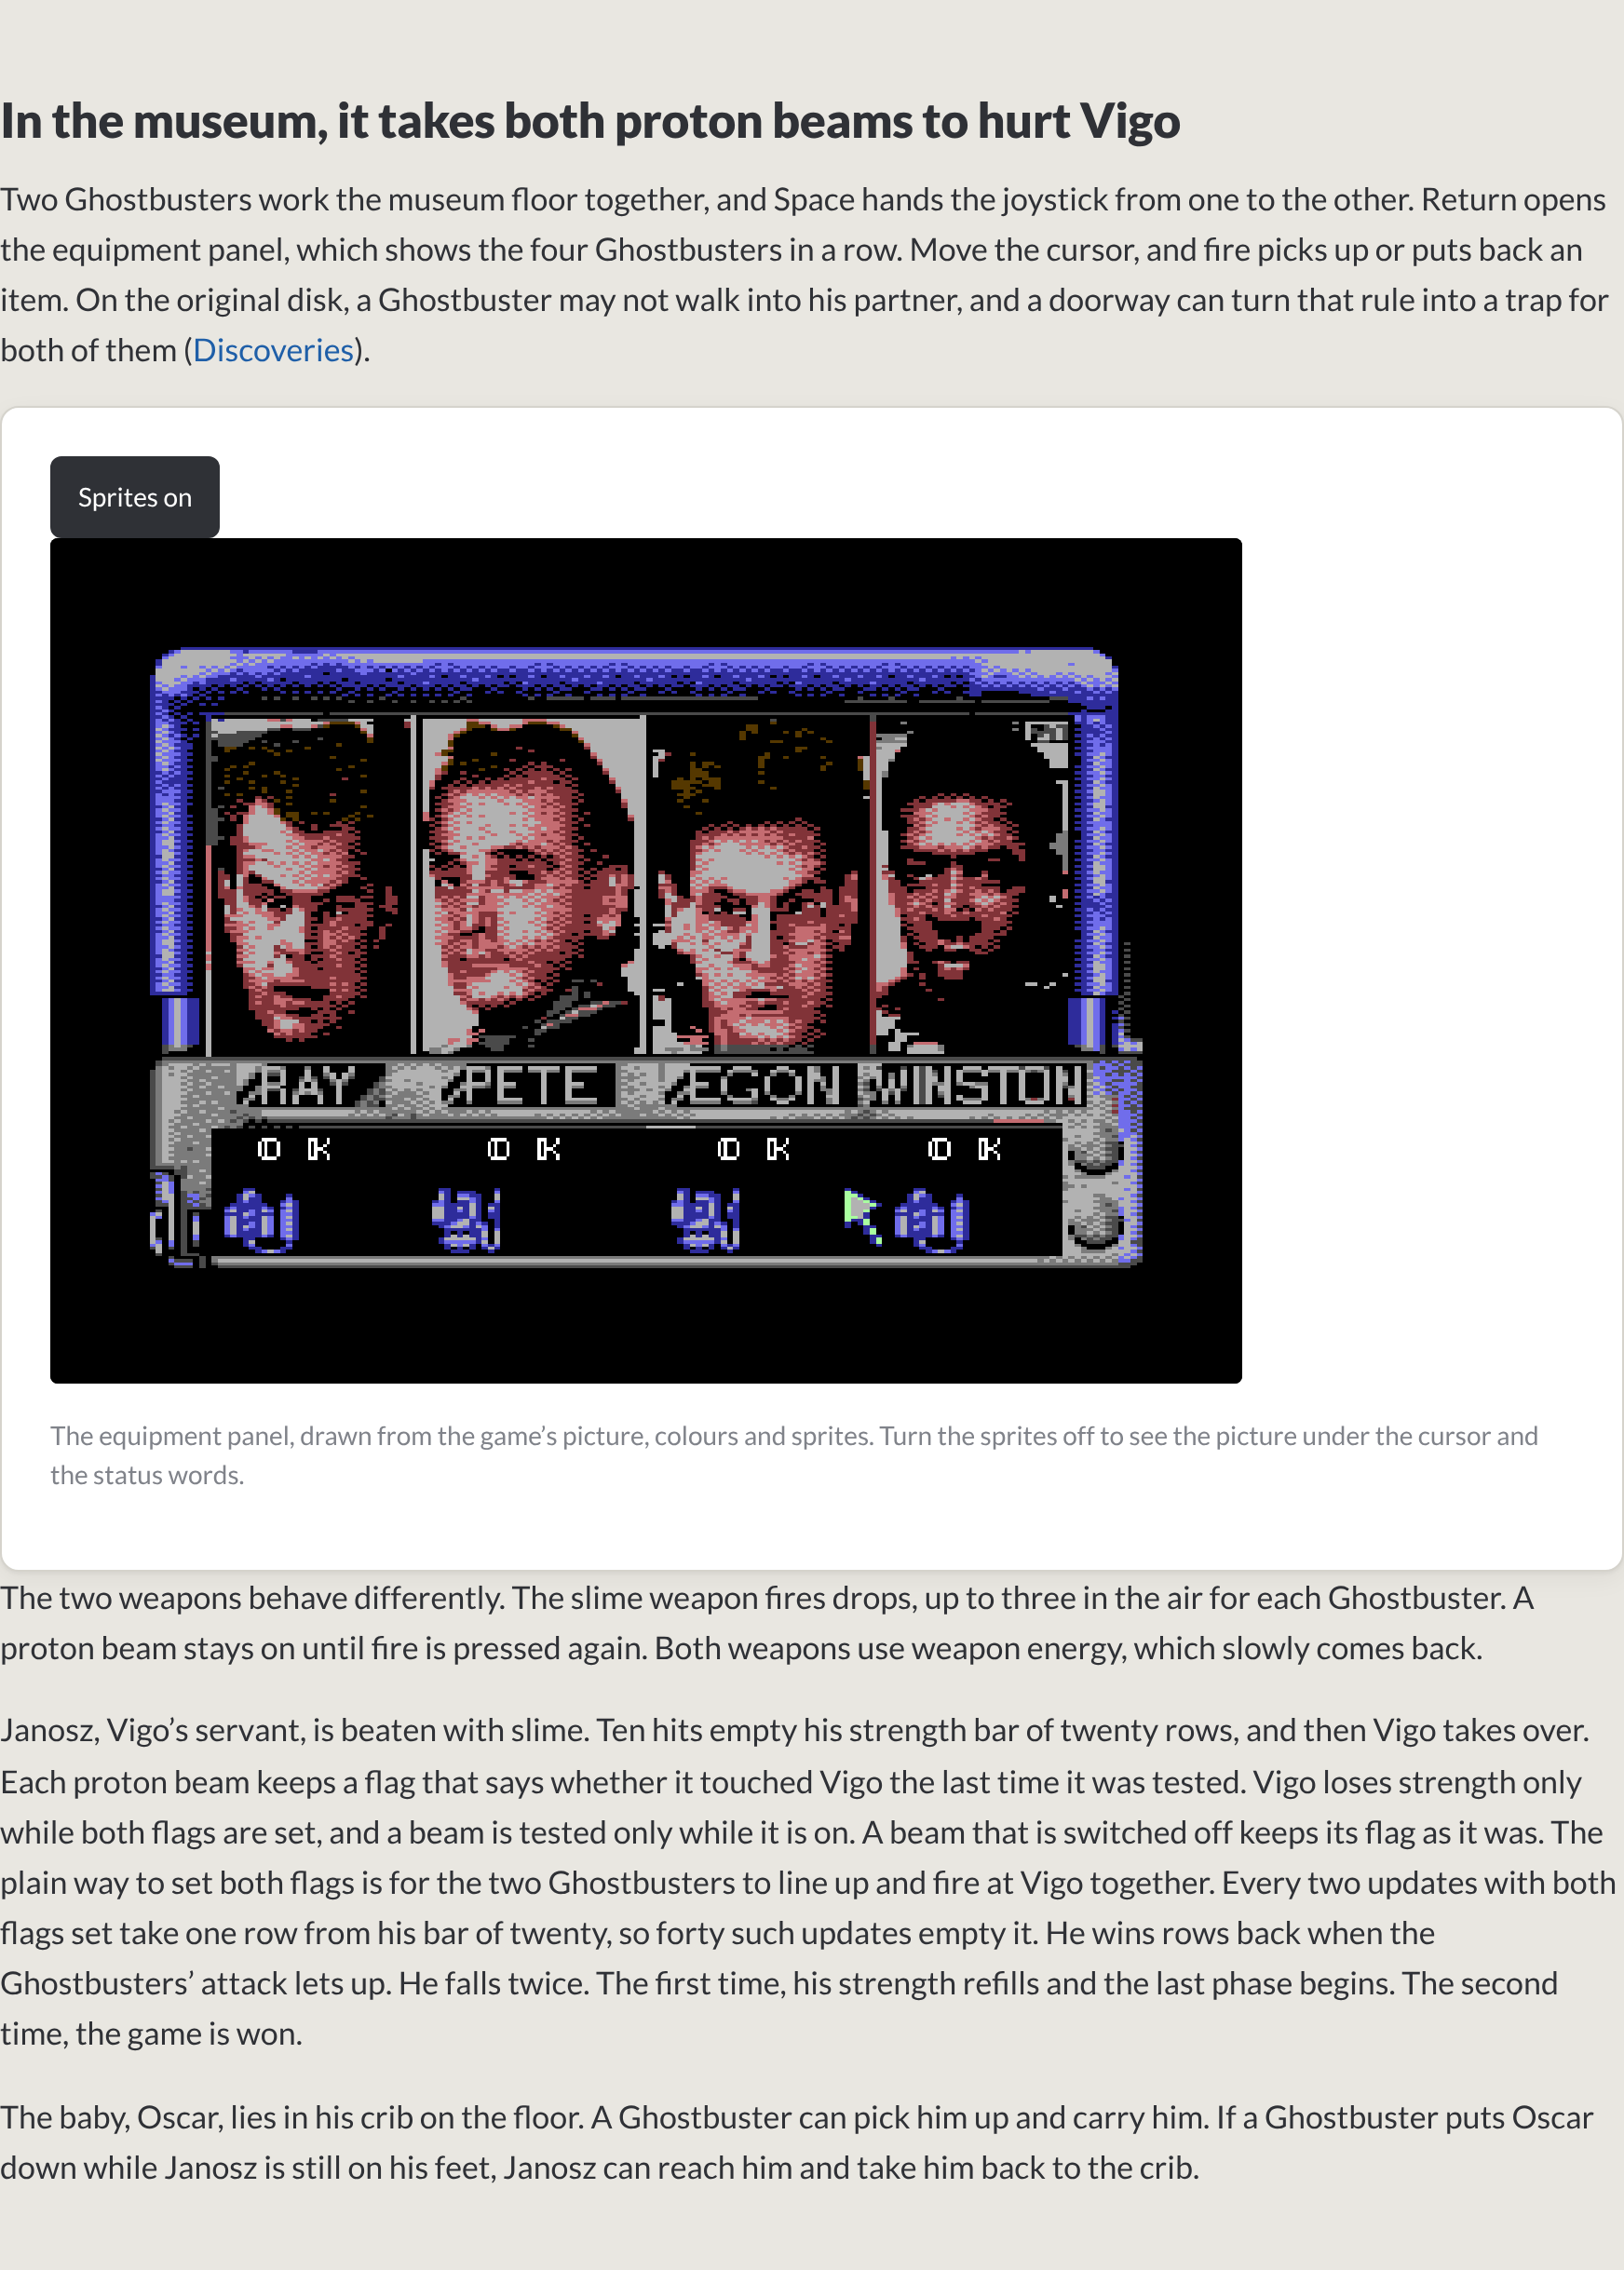 In the museum, it takes both proton beams to hurt Vigo
Two Ghostbusters work the museum floor together, and Space hands the joystick from one to the other. Return opens
the equipment panel, which shows the four Ghostbusters in a row. Move the cursor, and fire picks up or puts back an
item. On the original disk, a Ghostbuster may not walk into his partner, and a doorway can turn that rule into a trap for
both of them (Discoveries).
Sprites on
RAY PETE EGON WINSTON
OK OK OK OK
The equipment panel, drawn from the game’s picture, colours and sprites. Turn the sprites off to see the picture under the cursor and
the status words.
The two weapons behave differently. The slime weapon fires drops, up to three in the air for each Ghostbuster. A
proton beam stays on until fire is pressed again. Both weapons use weapon energy, which slowly comes back.
Janosz, Vigo’s servant, is beaten with slime. Ten hits empty his strength bar of twenty rows, and then Vigo takes over.
Each proton beam keeps a flag that says whether it touched Vigo the last time it was tested. Vigo loses strength only
while both flags are set, and a beam is tested only while it is on. A beam that is switched off keeps its flag as it was. The
plain way to set both flags is for the two Ghostbusters to line up and fire at Vigo together. Every two updates with both
flags set take one row from his bar of twenty, so forty such updates empty it. He wins rows back when the
Ghostbusters’ attack lets up. He falls twice. The first time, his strength refills and the last phase begins. The second
time, the game is won.
The baby, Oscar, lies in his crib on the floor. A Ghostbuster can pick him up and carry him. If a Ghostbuster puts Oscar
down while Janosz is still on his feet, Janosz can reach him and take him back to the crib.